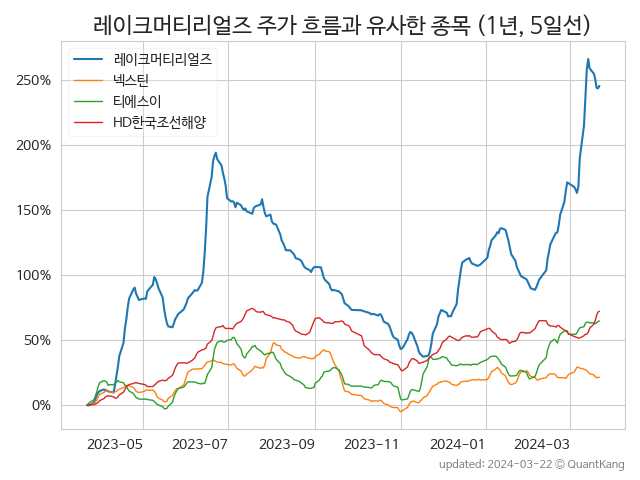 레이크머티리얼즈 주가 흐름과 유사한 종목 (1년, 5일선)
레이크머티리얼즈
넥스틴
티에스이
HD한국조선해양
250%
200%
150%
100%
50%
0%
2023-05
2023-07
2023-09
2023-11
2024-01
2024-03
updated: 2024-03-22 © QuantKang